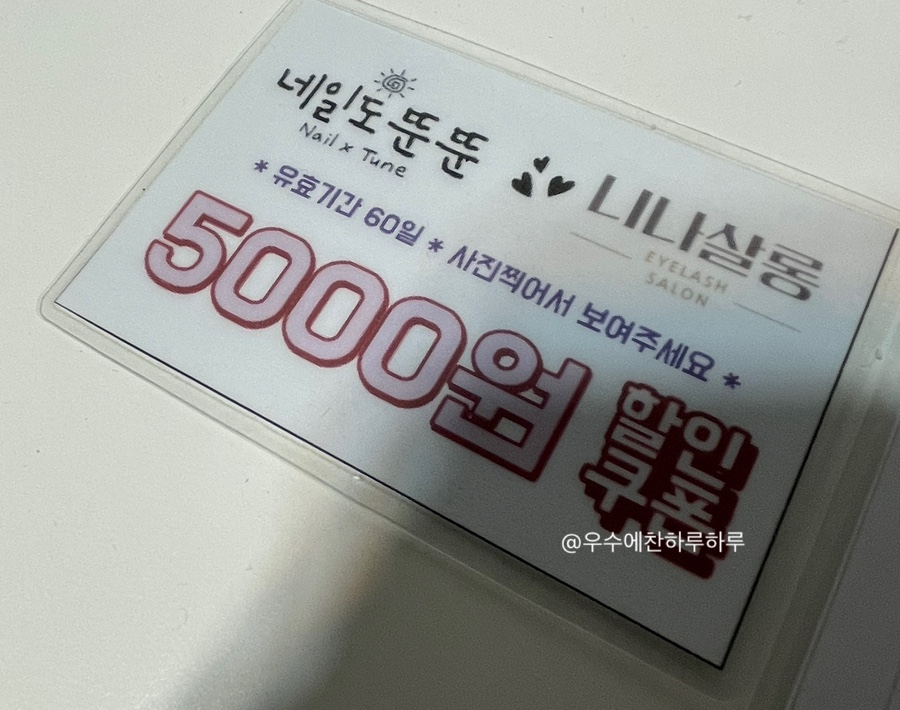 네일도뚠뚠
Nail x Tune
니나살롱
EYELASH
SALON
* 유효기간 60일 * 사진찍어서 보여주세요 *
5000원
할인
쿠폰
@우수에찬하루하루